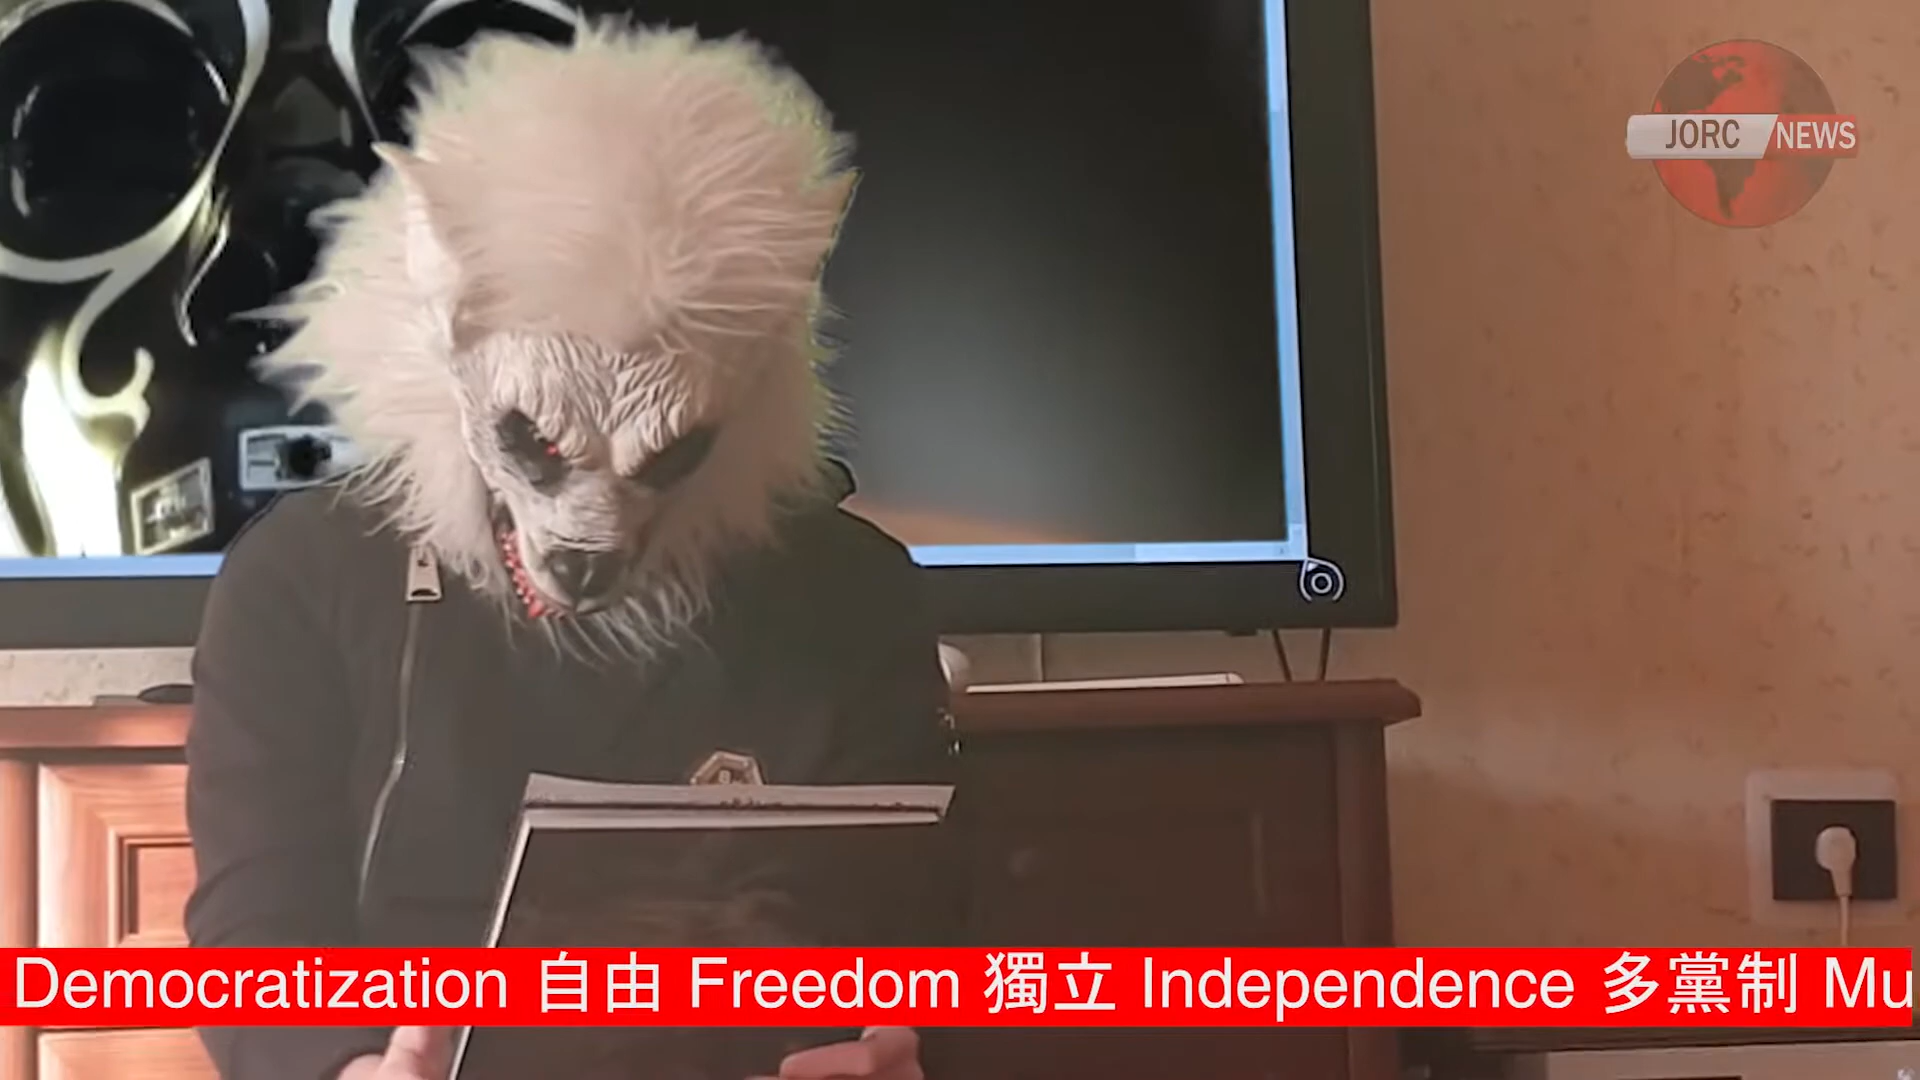 JORC NEWS
Democratization 自由 Freedom 獨立 Independence 多黨制 Mu